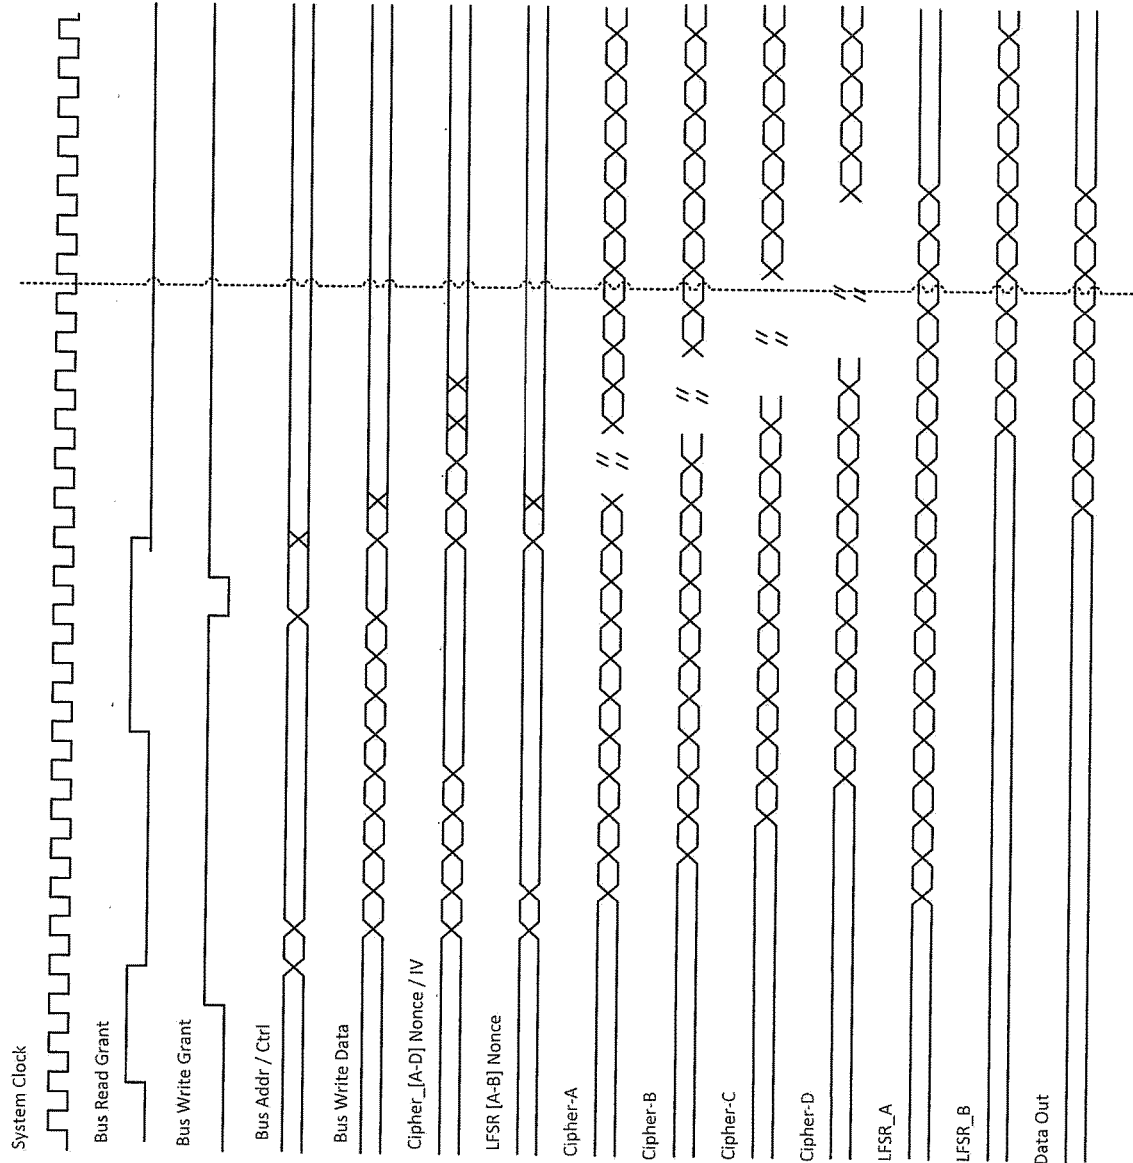 System Clock
Bus Read Grant
Bus Write Grant
Bus Addr / Ctrl
Bus Write Data
Cipher_[A-D] Nonce / IV
LFSR [A-B] Nonce
Cipher-A
Cipher-B
Cipher-C
Cipher-D
LFSR_A
LFSR_B
Data Out